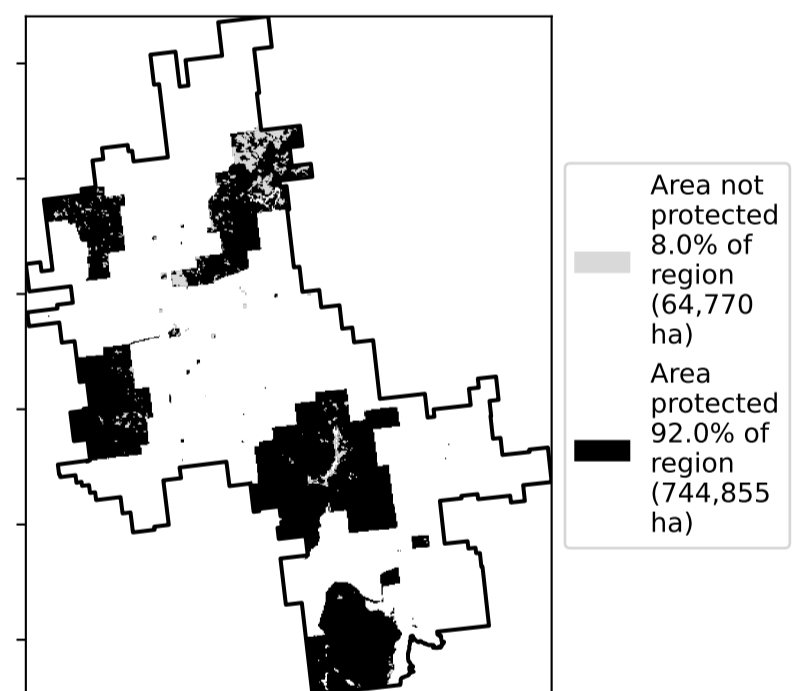 Area not
protected
8.0% of
region
(64,770
ha)
Area
protected
92.0% of
region
(744,855
ha)